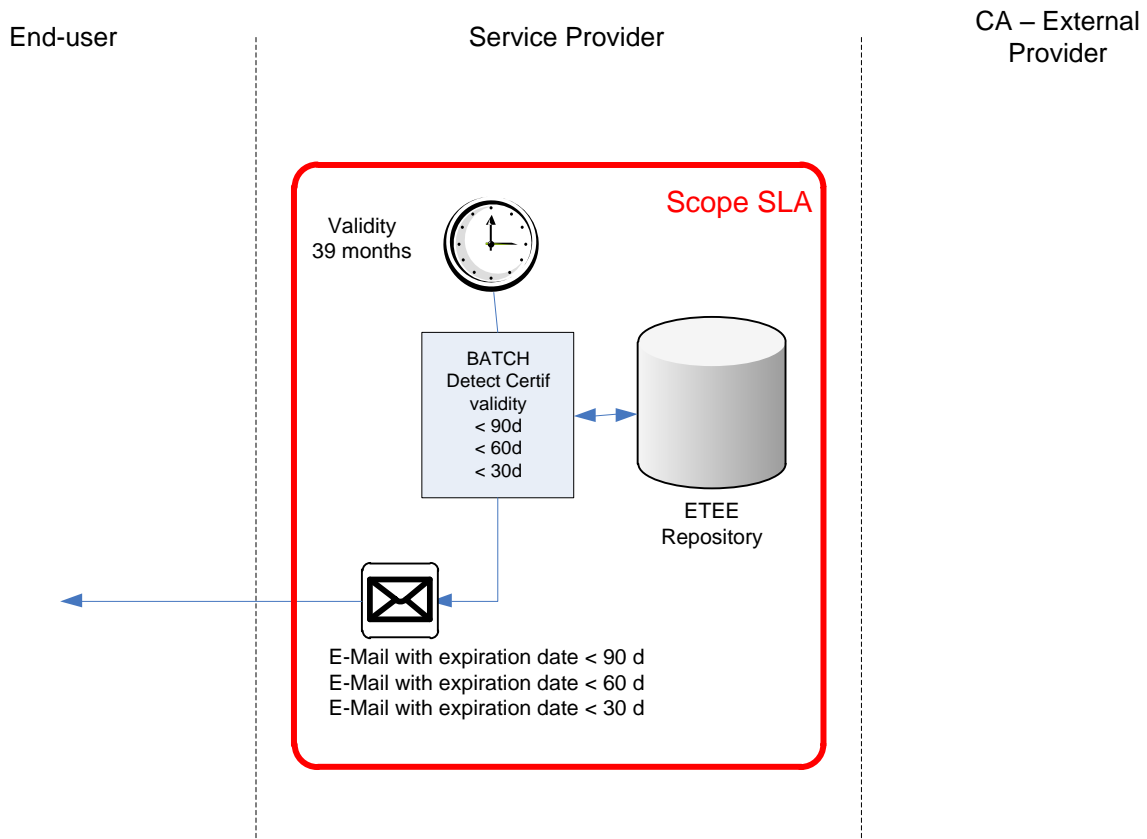 End-user
Service Provider
CA – External
Provider
Scope SLA
Validity
39 months
BATCH
Detect Certif
validity
< 90d
< 60d
< 30d
ETEE
Repository
E-Mail with expiration date < 90 d
E-Mail with expiration date < 60 d
E-Mail with expiration date < 30 d